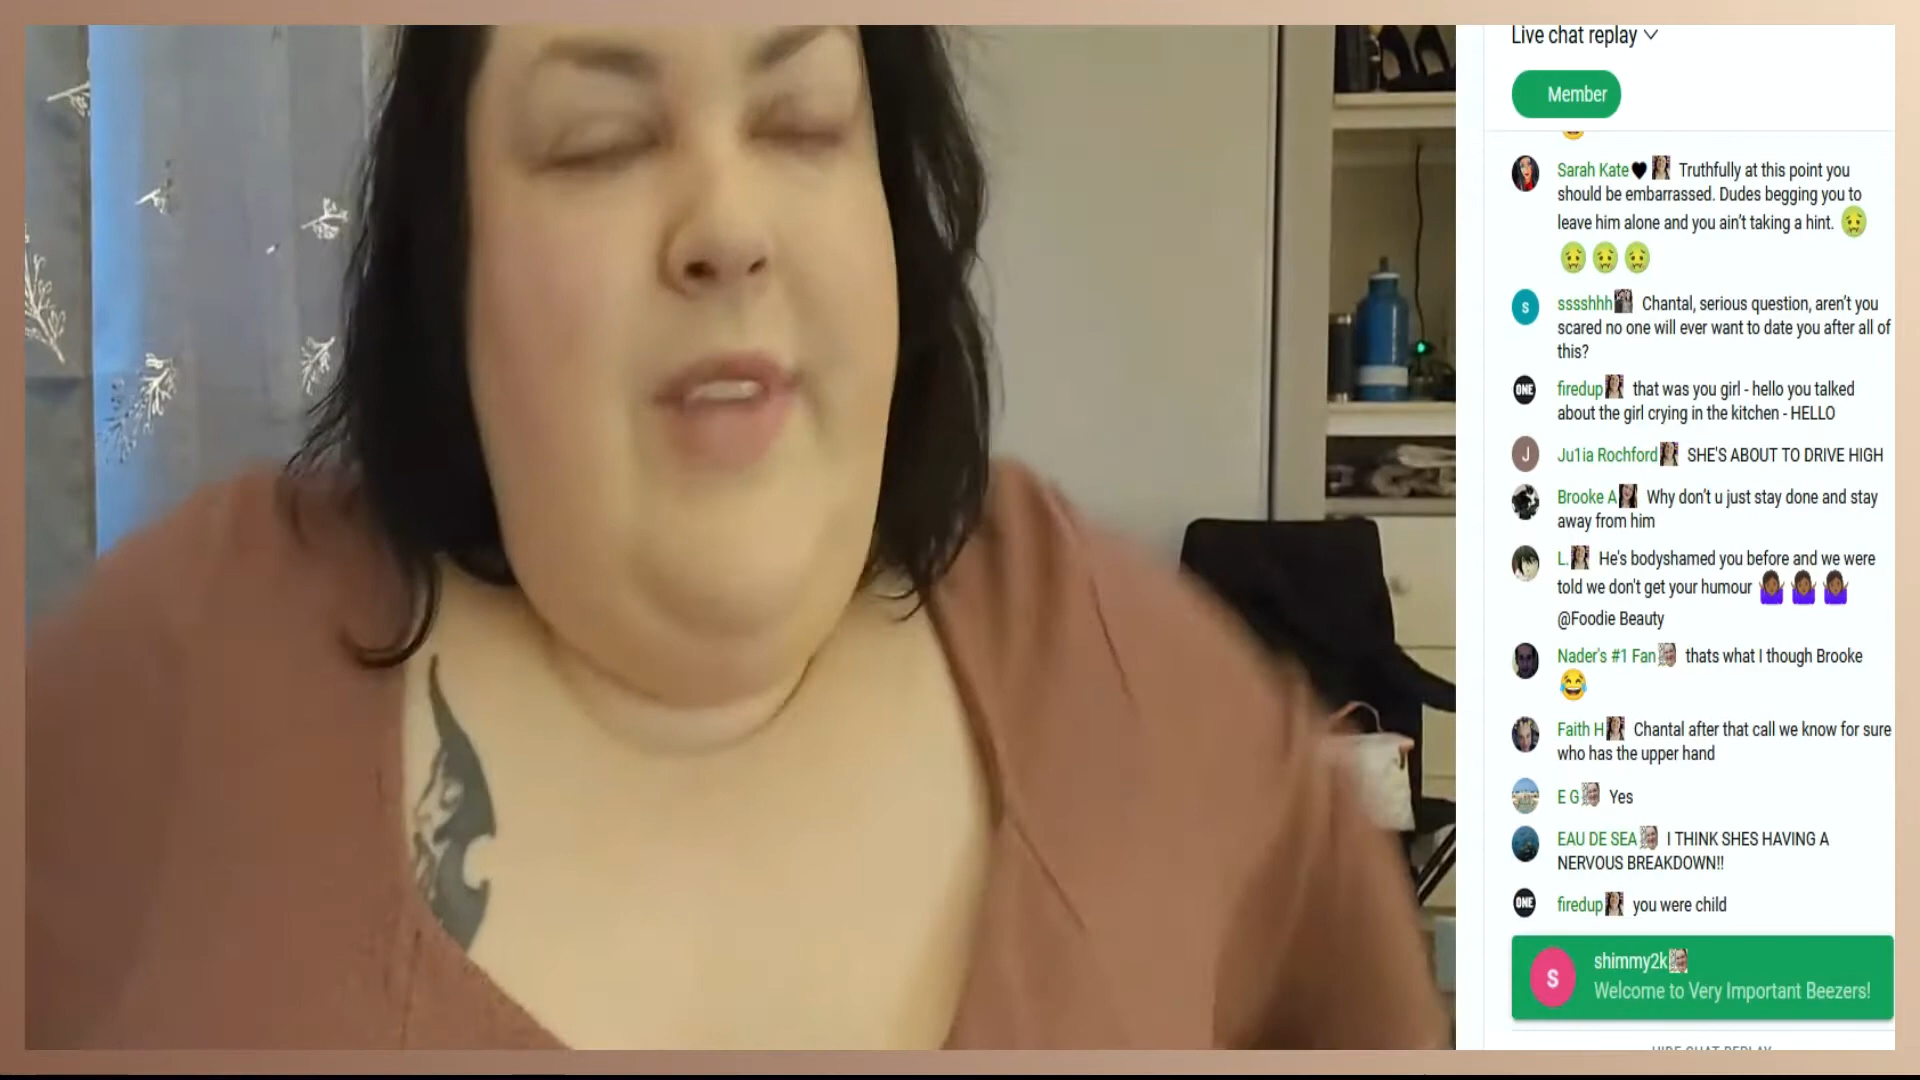 Live chat replay
Member
Sarah Kate Truthfully at this point you
should be embarrassed. Dudes begging you to
leave him alone and you ain't taking a hint.
S
sssshhh Chantal, serious question, aren't you
scared no one will ever want to date you after all of
this?
ONE
firedup that was you girl - hello you talked
about the girl crying in the kitchen - HELLO
J
Ju1ia Rochford SHE'S ABOUT TO DRIVE HIGH
Brooke A Why don't u just stay done and stay
away from him
L. He's bodyshamed you before and we were
told we don't get your humour
@Foodie Beauty
Nader's #1 Fan thats what I though Brooke
Faith H Chantal after that call we know for sure
who has the upper hand
E G Yes
EAU DE SEA I THINK SHES HAVING A
NERVOUS BREAKDOWN!!
ONE
firedup you were child
S
shimmy2k
Welcome to Very Important Beezers!
HIDE CHAT REPLAY